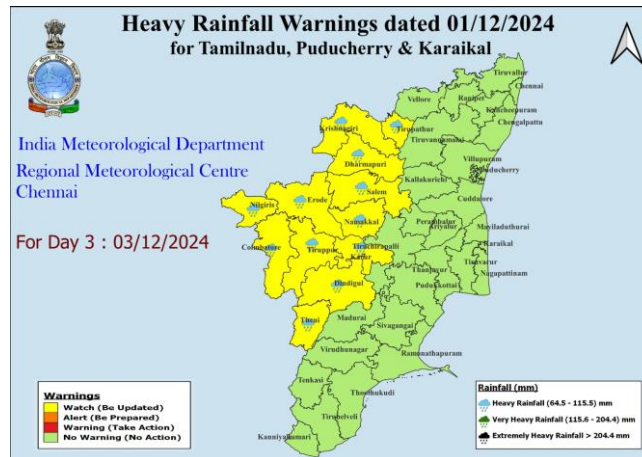 Heavy Rainfall Warnings dated 01/12/2024
for Tamilnadu, Puducherry & Karaikal
India Meteorological Department
Regional Meteorological Centre
Chennai
For Day 3 : 03/12/2024
Tiruvallur
Chennai
Vellore
Ranipet
Kancheepuram
Chengalpattu
Krishnagiri
Tirupathur
Tiruvannamalai
Dharmapuri
Villupuram
Puducherry
Kallakurichi
Salem
Cuddalore
Nilgiris
Erode
Namakkal
Perambalur
Ariyalur
Mayiladuthurai
Coimbatore
Tiruppur
Tiruchirapalli
Karur
Karaikal
Thanjavur
Tiruvarur
Nagapattinam
Dindigul
Pudukkottai
Theni
Madurai
Sivagangai
Virudhunagar
Ramanathapuram
Tenkasi
Thoothukudi
Tirunelveli
Kanniyakumari
Warnings
Watch (Be Updated)
Alert (Be Prepared)
Warning (Take Action)
No Warning (No Action)
Rainfall (mm)
Heavy Rainfall (64.5 - 115.5) mm
Very Heavy Rainfall (115.6 - 204.4) mm
Extremely Heavy Rainfall > 204.4 mm